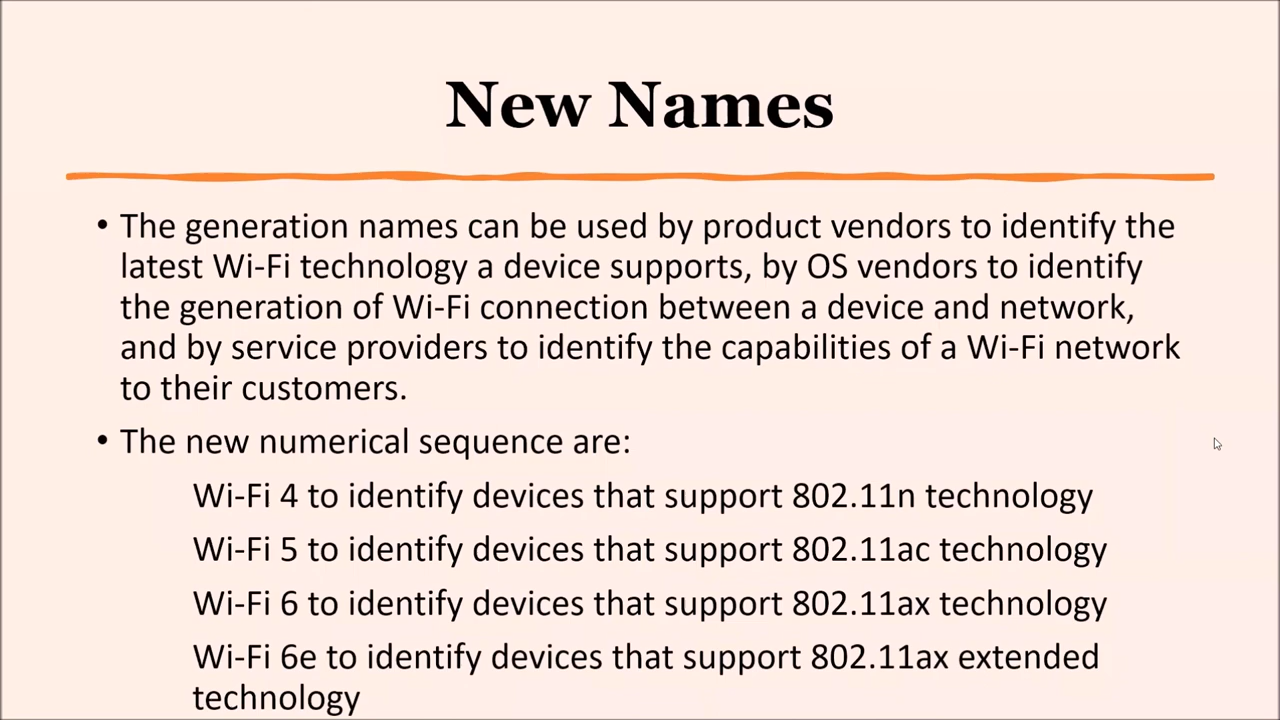 New Names
• The generation names can be used by product vendors to identify the
latest Wi-Fi technology a device supports, by OS vendors to identify
the generation of Wi-Fi connection between a device and network,
and by service providers to identify the capabilities of a Wi-Fi network
to their customers.
• The new numerical sequence are:
Wi-Fi 4 to identify devices that support 802.11n technology
Wi-Fi 5 to identify devices that support 802.11ac technology
Wi-Fi 6 to identify devices that support 802.11ax technology
Wi-Fi 6e to identify devices that support 802.11ax extended
technology